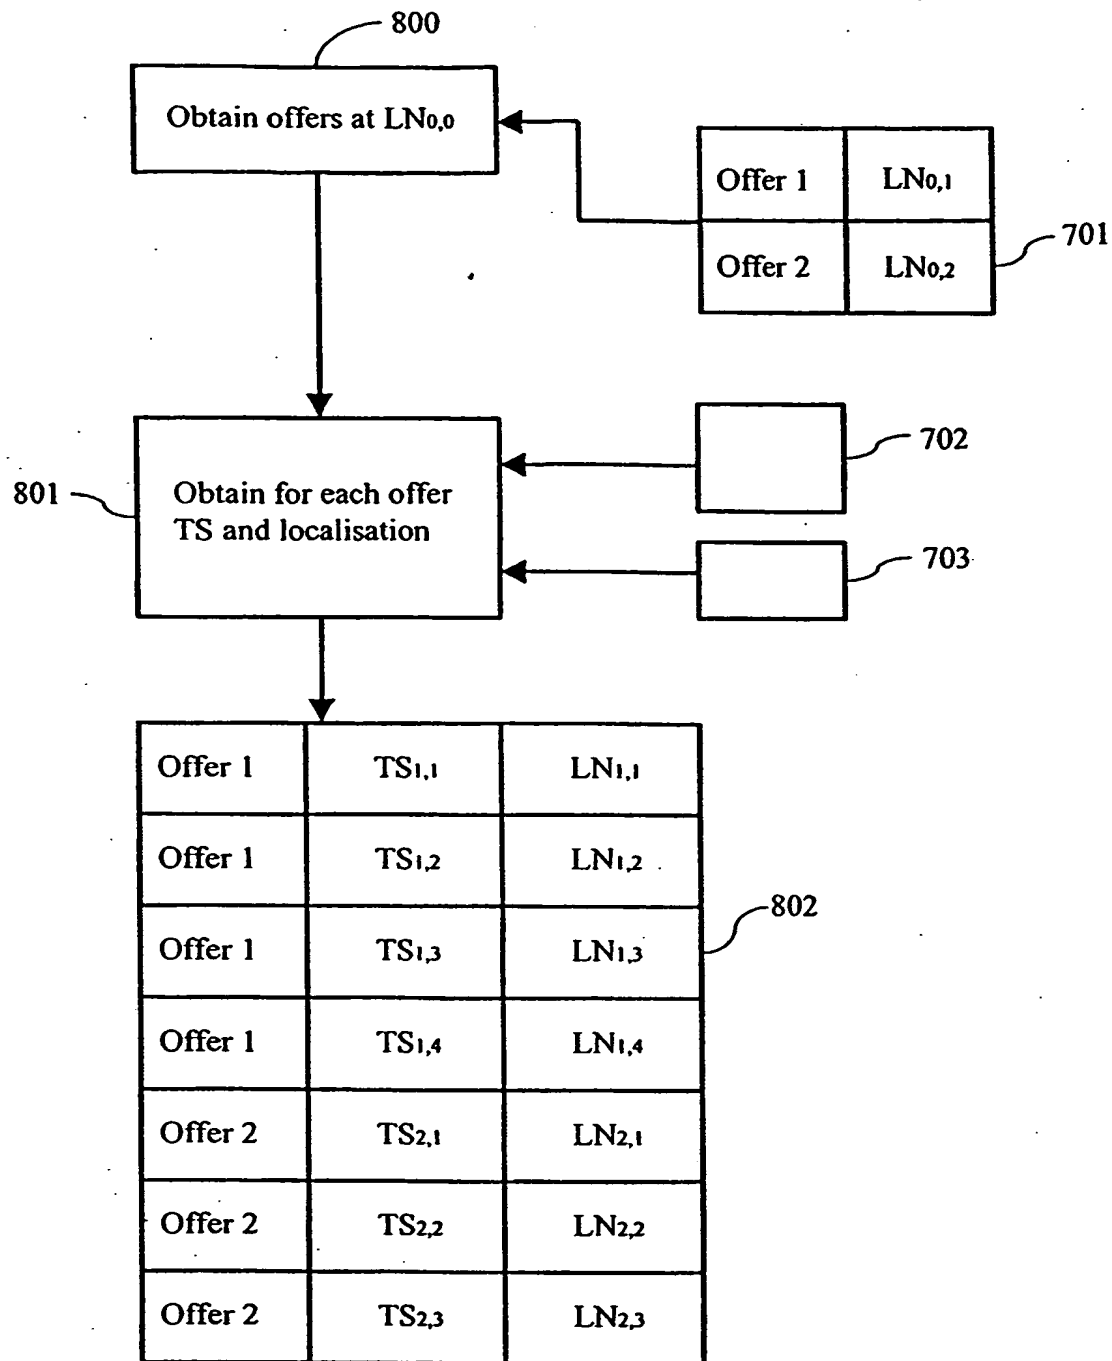 800
Obtain offers at LN0,0
Offer 1 LN0,1
701
Offer 2 LN0,2
702
801
Obtain for each offer
TS and localisation
703
Offer 1 TS1,1 LN1,1
Offer 1 TS1,2 LN1,2
802
Offer 1 TS1,3 LN1,3
Offer 1 TS1,4 LN1,4
Offer 2 TS2,1 LN2,1
Offer 2 TS2,2 LN2,2
Offer 2 TS2,3 LN2,3